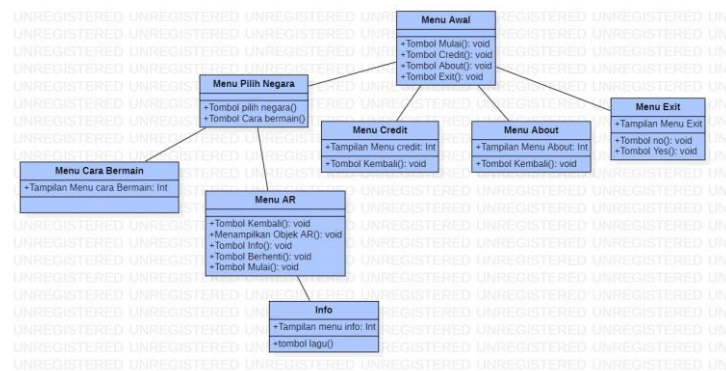 Menu Awal
+Tombol Mulai(): void
+Tombol Credit(): void
+Tombol About(): void
+Tombol Exit(): void
Menu Pilih Negara
+Tombol pilih negara()
+Tombol Cara bermain()
Menu Credit
+Tampilan Menu credit: Int
+Tombol Kembali(): void
Menu About
+Tampilan Menu About: Int
+Tombol Kembali(): void
Menu Exit
+Tampilan Menu Exit
+Tombol no(): void
+Tombol Yes(): void
Menu Cara Bermain
+Tampilan Menu cara Bermain: Int
Menu AR
+Tombol Kembali(): void
+Menampilkan Objek AR(): void
+Tombol Info(): void
+Tombol Berhenti(): void
+Tombol Mulai(): void
Info
+Tampilan menu info: Int
+tombol lagu()
UNREGISTERED